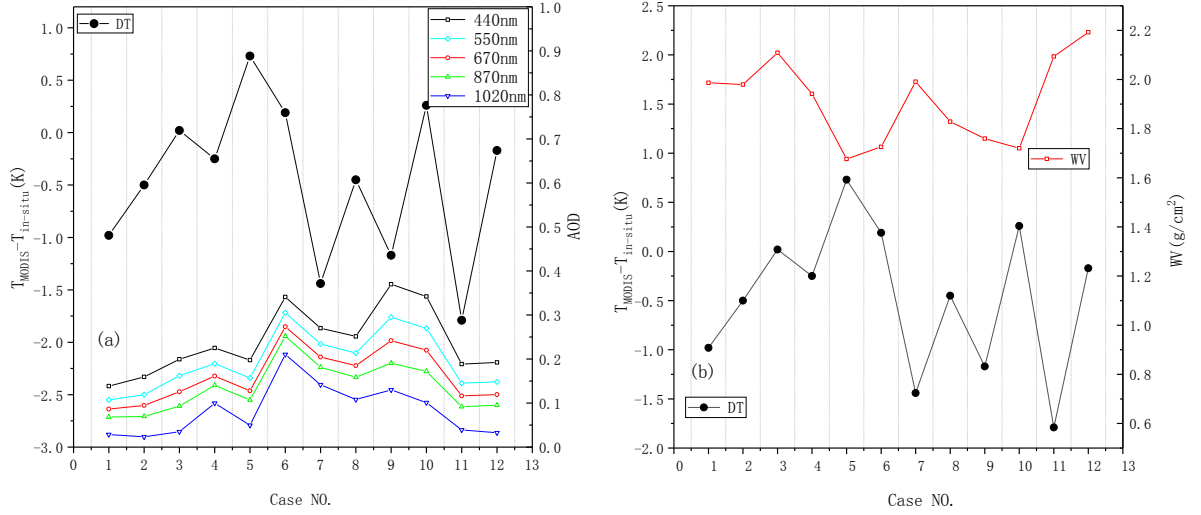 DT
440nm
550nm
670nm
870nm
1020nm
1.0
0.5
0.0
-0.5
-1.0
-1.5
-2.0
-2.5
-3.0
T_MODIS-T_in-situ(K)
1.0
0.9
0.8
0.7
0.6
0.5
0.4
0.3
0.2
0.1
0.0
AOD
(a)
0 1 2 3 4 5 6 7 8 9 10 11 12 13
Case NO.
2.5
2.0
1.5
1.0
0.5
0.0
-0.5
-1.0
-1.5
-2.0
T_MODIS-T_in-situ(K)
WV
2.2
2.0
1.8
1.6
1.4
1.2
1.0
0.8
0.6
WV(g/cm²)
(b)
DT
0 1 2 3 4 5 6 7 8 9 10 11 12 13
Case NO.